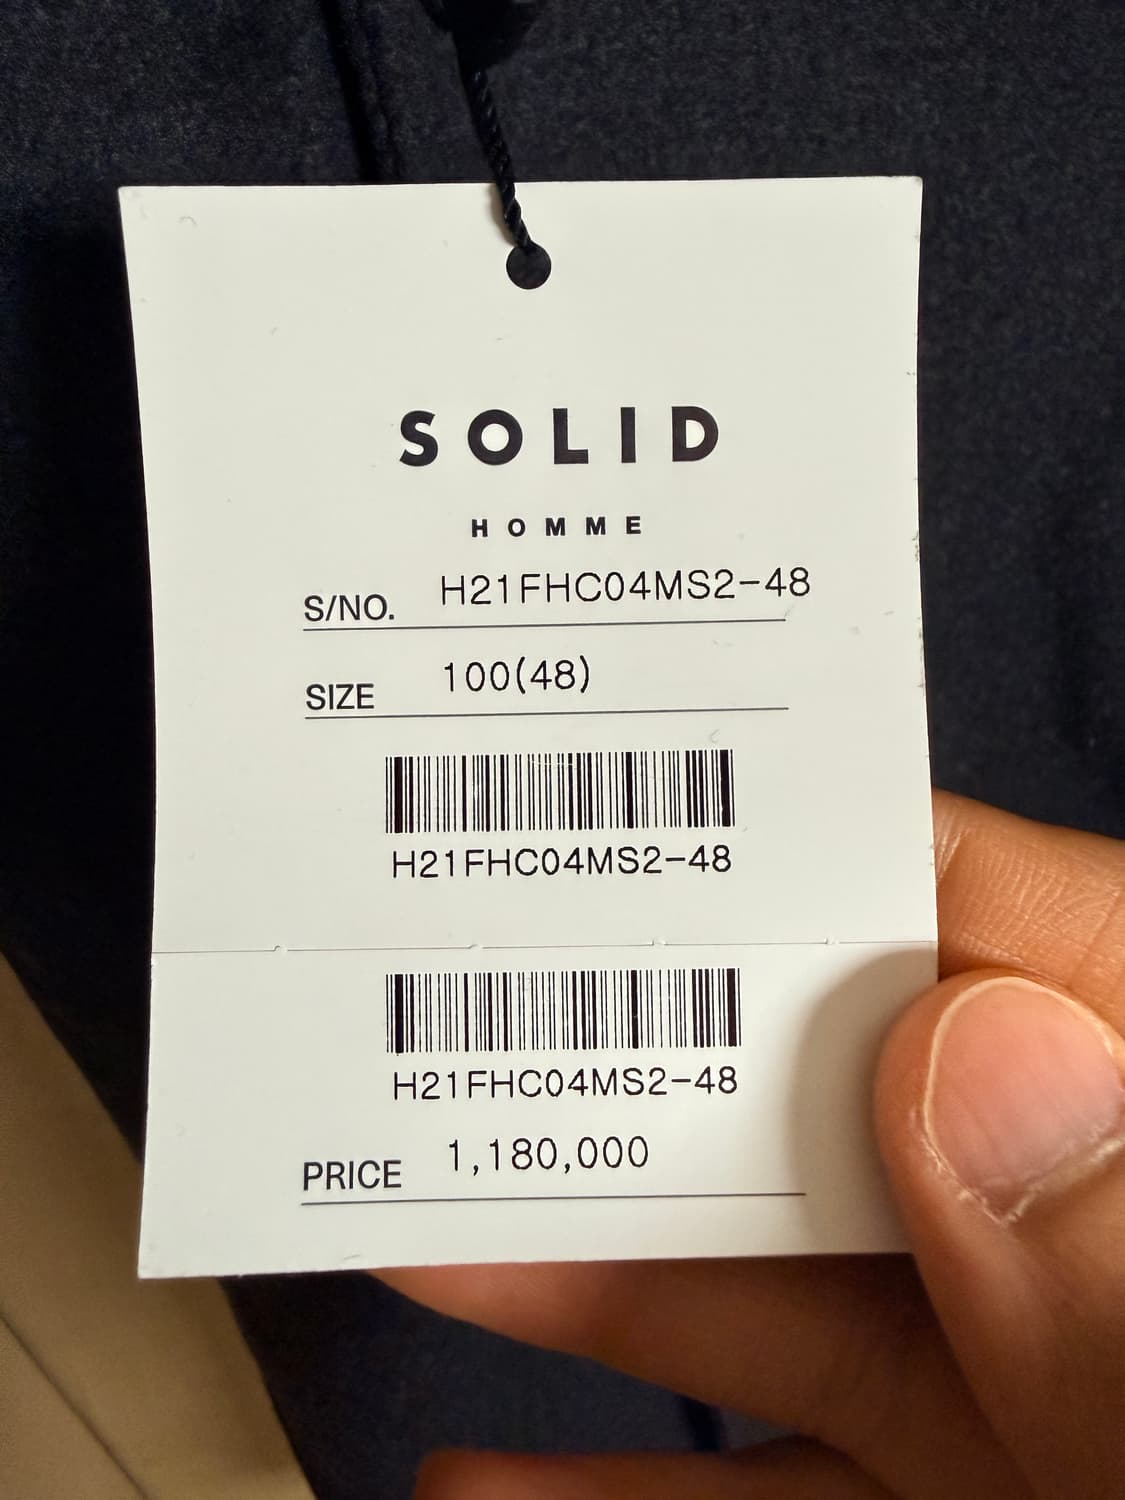 SOLID
HOMME
S/NO. H21FHC04MS2-48
SIZE 100(48)
H21FHC04MS2-48
H21FHC04MS2-48
PRICE 1,180,000